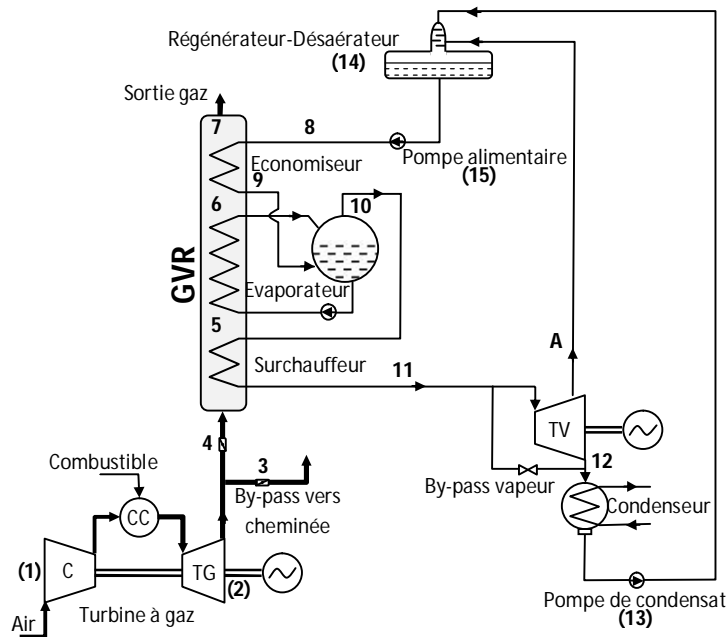 Régénérateur-Désaérateur
(14)
Sortie gaz
7
8
Economiseur
Pompe alimentaire
(15)
9
6
10
GVR
Evaporateur
5
A
Surchauffeur
11
TV
4
3
12
Combustible
By-pass vers
cheminée
By-pass vapeur
Condenseur
CC
(1)
C
TG
(2)
Pompe de condensat
(13)
Turbine à gaz
Air